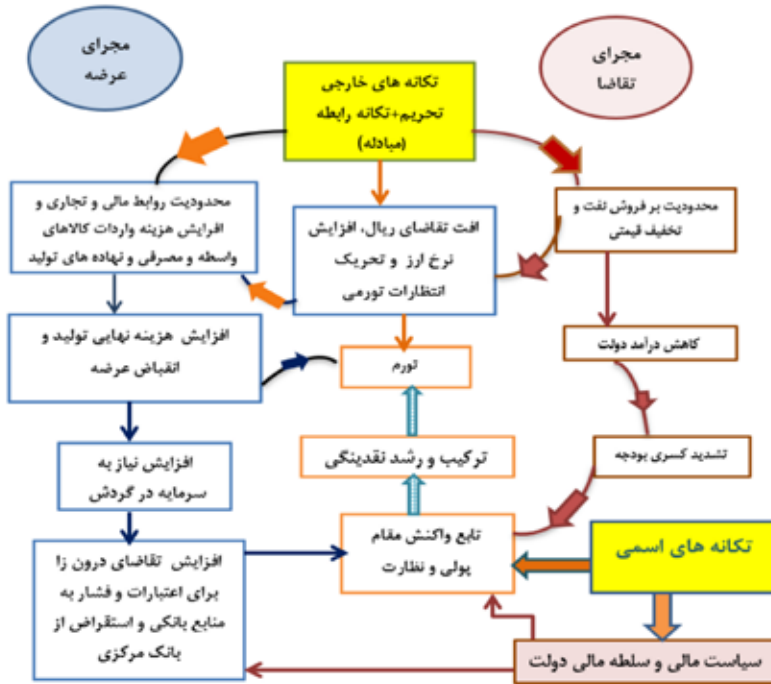 مجرای
عرضه
مجرای
تقاضا
تکانه های خارجی
تحریم+تکانه رابطه
(مبادله)
محدودیت روابط مالی و تجاری و
افرایش هزینه واردات کالاهای
واسطه و مصرفی و نهاده های تولید
افت تقاضای ریال، افزایش
نرخ ارز و تحریک
انتظارات تورمی
محدودیت بر فروش نفت و
تخفیف قیمتی
افزایش هزینه نهایی تولید و
انقباض عرضه
تورم
کاهش درآمد دولت
افزایش نیاز به
سرمایه در گردش
ترکیب و رشد نقدینگی
تشدید کسری بودجه
افزایش تقاضای درون زا
برای اعتبارات و فشار به
منابع بانکی و استقراض از
بانک مرکزی
تابع واکنش مقام
پولی و نظارت
تکانه های اسمی
سیاست مالی و سلطه مالی دولت